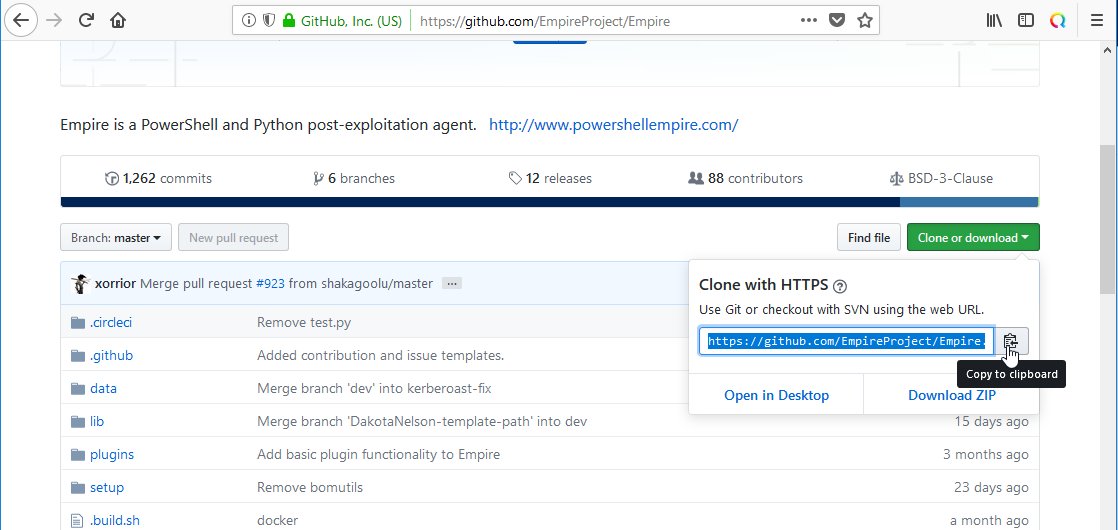 GitHub, Inc. (US) https://github.com/EmpireProject/Empire
Empire is a PowerShell and Python post-exploitation agent. http://www.powershellempire.com/
1,262 commits 6 branches 12 releases 88 contributors BSD-3-Clause
Branch: master New pull request Find file Clone or download
xorrior Merge pull request #923 from shakagoolu/master ...
Clone with HTTPS ?
Use Git or checkout with SVN using the web URL.
https://github.com/EmpireProject/Empire.
Copy to clipboard
Open in Desktop Download ZIP
.circleci Remove test.py
.github Added contribution and issue templates.
data Merge branch 'dev' into kerberoast-fix
lib Merge branch 'DakotaNelson-template-path' into dev 15 days ago
plugins Add basic plugin functionality to Empire 3 months ago
setup Remove bomutils 23 days ago
.build.sh docker a month ago